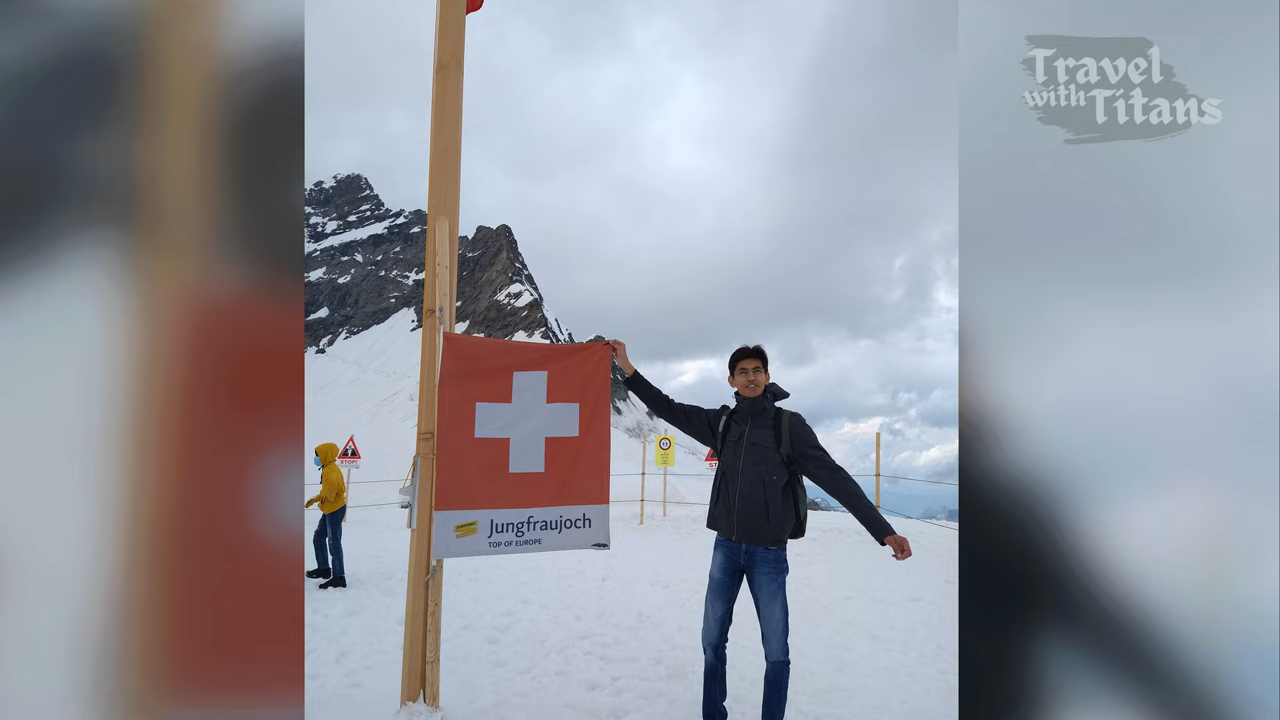 Travel
with Titans
STOP!
Jungfraujoch
TOP OF EUROPE